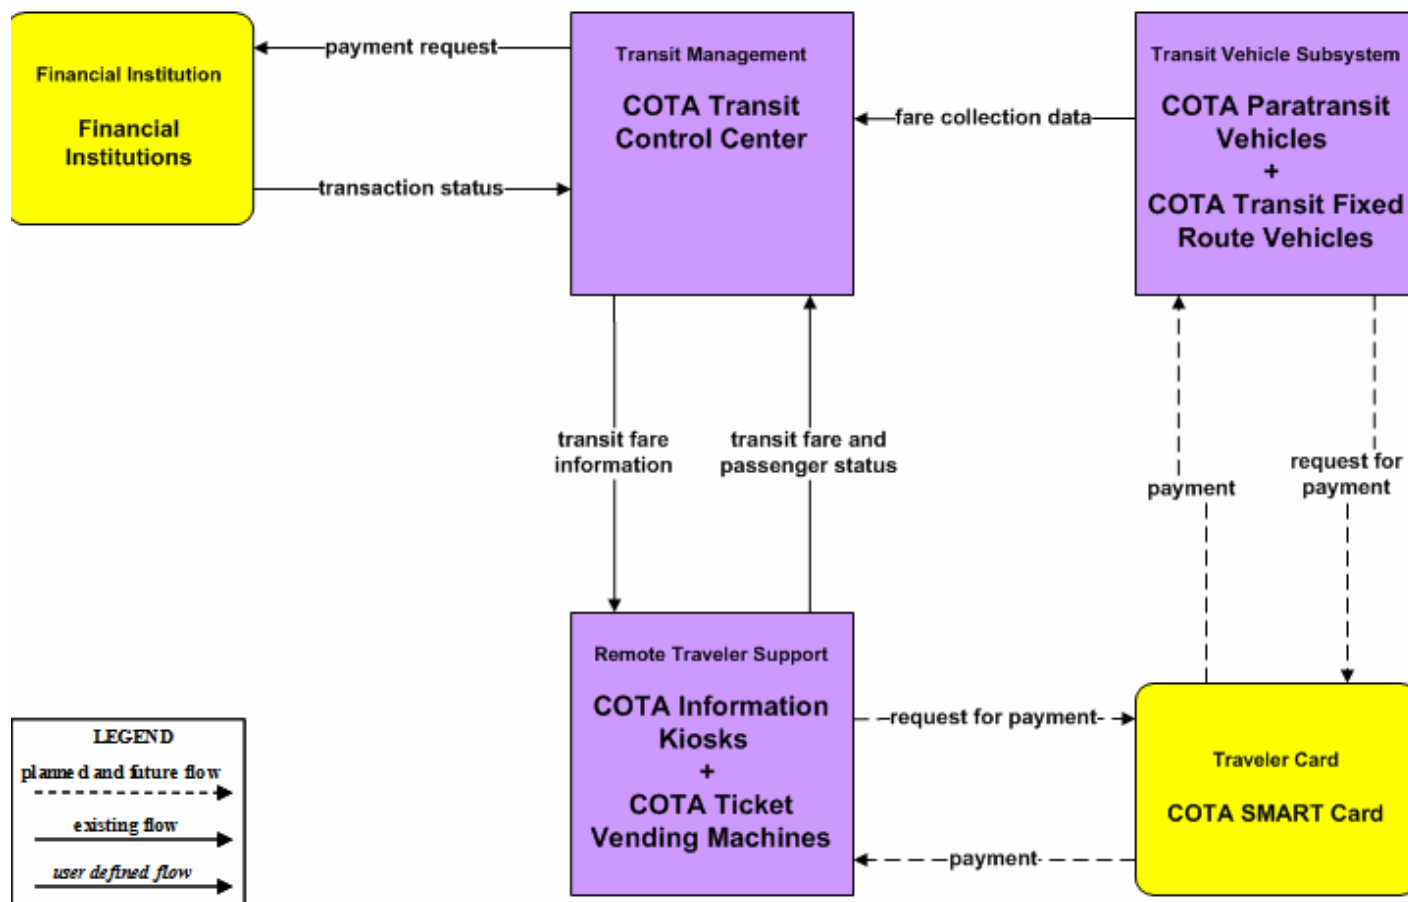 Financial Institution
Financial
Institutions
payment request
transaction status
Transit Management
COTA Transit
Control Center
fare collection data
Transit Vehicle Subsystem
COTA Paratransit
Vehicles
+
COTA Transit Fixed
Route Vehicles
transit fare
information
transit fare and
passenger status
payment
request for
payment
Remote Traveler Support
COTA Information
Kiosks
+
COTA Ticket
Vending Machines
request for payment
payment
Traveler Card
COTA SMART Card
LEGEND
planned and future flow
existing flow
user defined flow